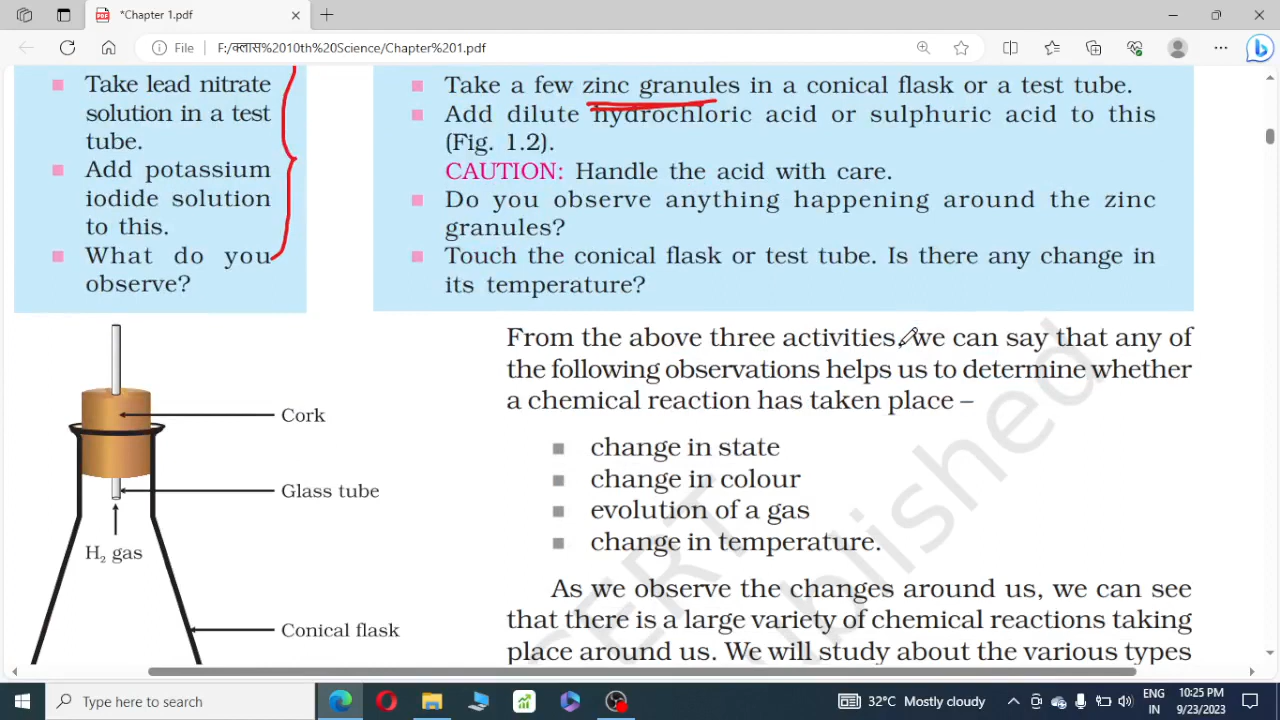 *Chapter 1.pdf
File
F:/क्लास%2010th%20Science/Chapter%201.pdf
Take lead nitrate
solution in a test
tube.
Add potassium
iodide solution
to this.
What do you
observe?
Take a few zinc granules in a conical flask or a test tube.
Add dilute hydrochloric acid or sulphuric acid to this
(Fig. 1.2).
CAUTION: Handle the acid with care.
Do you observe anything happening around the zinc
granules?
Touch the conical flask or test tube. Is there any change in
its temperature?
Cork
Glass tube
H₂ gas
Conical flask
From the above three activities, we can say that any of
the following observations helps us to determine whether
a chemical reaction has taken place –
change in state
change in colour
evolution of a gas
change in temperature.
As we observe the changes around us, we can see
that there is a large variety of chemical reactions taking
place around us. We will study about the various types
Type here to search
32°C Mostly cloudy
ENG
IN
10:25 PM
9/23/2023